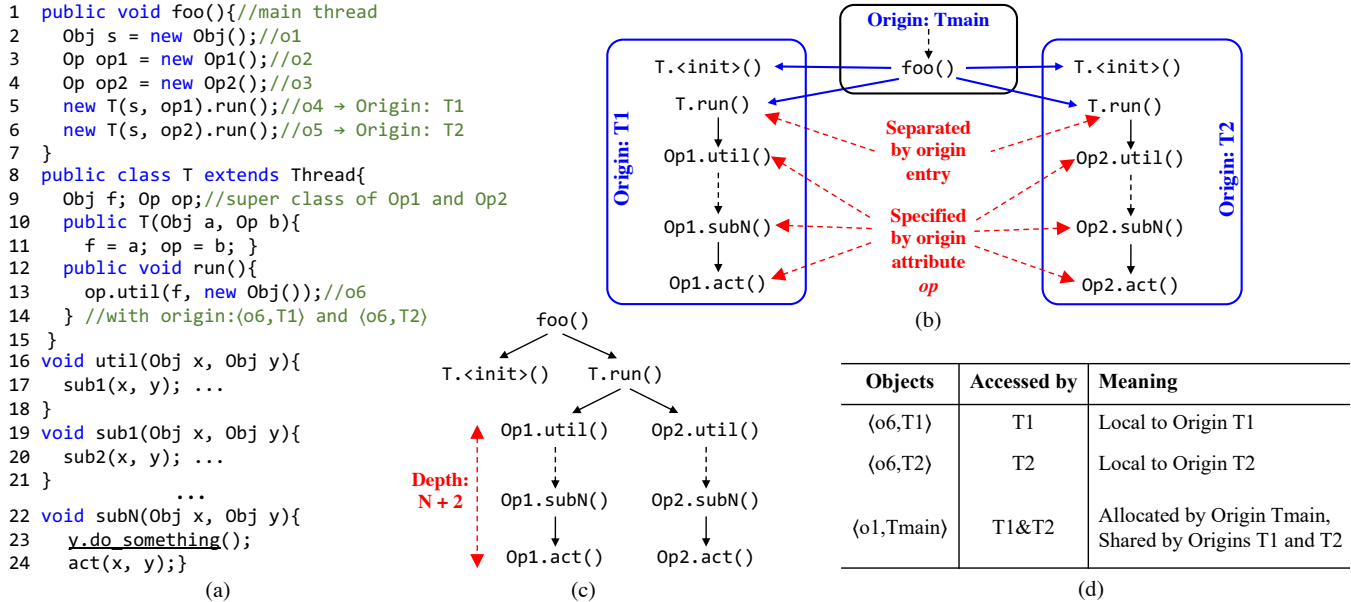 1 public void foo(){//main thread
2 Obj s = new Obj();//o1
3 Op op1 = new Op1();//o2
4 Op op2 = new Op2();//o3
5 new T(s, op1).run();//o4 → Origin: T1
6 new T(s, op2).run();//o5 → Origin: T2
7 }
8 public class T extends Thread{
9 Obj f; Op op;//super class of Op1 and Op2
10 public T(Obj a, Op b){
11 f = a; op = b; }
12 public void run(){
13 op.util(f, new Obj());//o6
14 } //with origin:⟨o6,T1⟩ and ⟨o6,T2⟩
15 }
16 void util(Obj x, Obj y){
17 sub1(x, y); ...
18 }
19 void sub1(Obj x, Obj y){
20 sub2(x, y); ...
21 }
...
22 void subN(Obj x, Obj y){
23 y.do_something();
24 act(x, y);}
(a)
Origin: Tmain
T.<init>() foo() T.<init>()
T.run() T.run()
Origin: T1
Separated
by origin
entry
Origin: T2
Op1.util() Op2.util()
Op1.subN() Op2.subN()
Specified
by origin
attribute
op
Op1.act() Op2.act()
(b)
foo()
T.<init>() T.run()
Op1.util() Op2.util()
Depth:
N + 2
Op1.subN() Op2.subN()
Op1.act() Op2.act()
(c)
Objects Accessed by Meaning
⟨o6,T1⟩ T1 Local to Origin T1
⟨o6,T2⟩ T2 Local to Origin T2
⟨o1,Tmain⟩ T1&T2 Allocated by Origin Tmain,
Shared by Origins T1 and T2
(d)